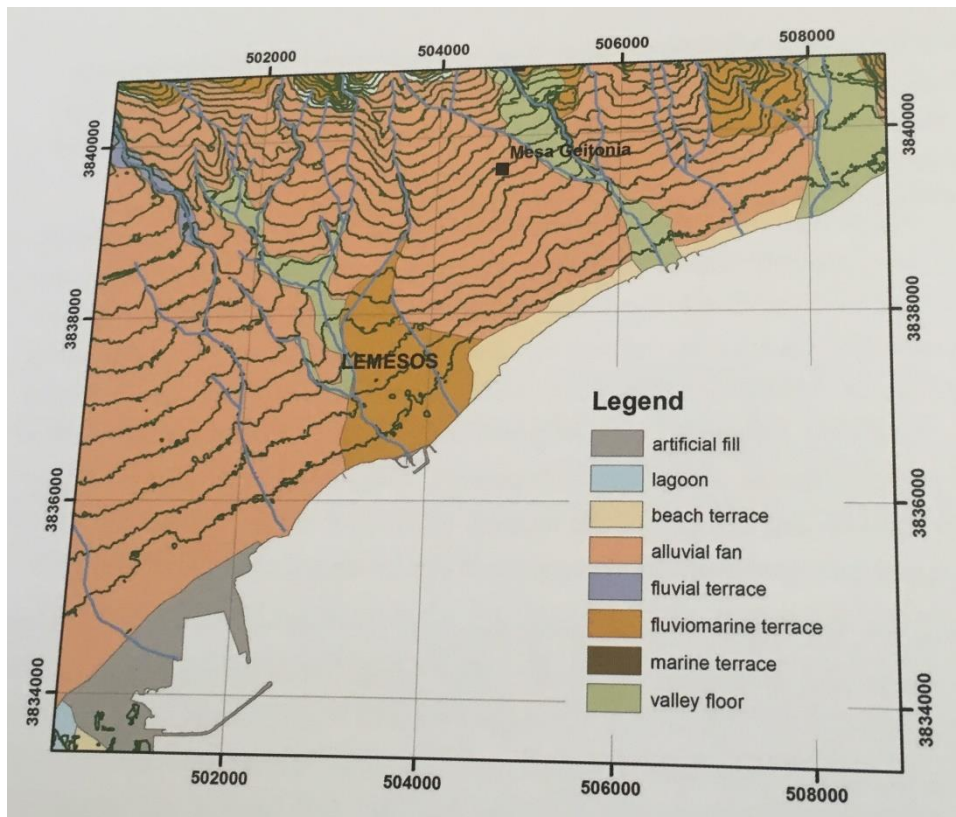 502000
504000
506000
508000
3840000
3840000
Mesa Geitonia
3838000
3838000
LEMESOS
Legend
artificial fill
lagoon
beach terrace
alluvial fan
fluvial terrace
fluviomarine terrace
marine terrace
valley floor
3836000
3836000
3834000
3834000
502000
504000
506000
508000